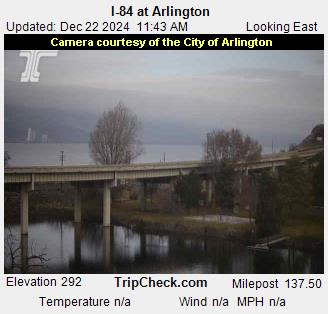 I-84 at Arlington
Updated: Dec 22 2024 11:43 AM Looking East
Camera courtesy of the City of Arlington
Elevation 292 TripCheck.com Milepost 137.50
Temperature n/a Wind n/a MPH n/a